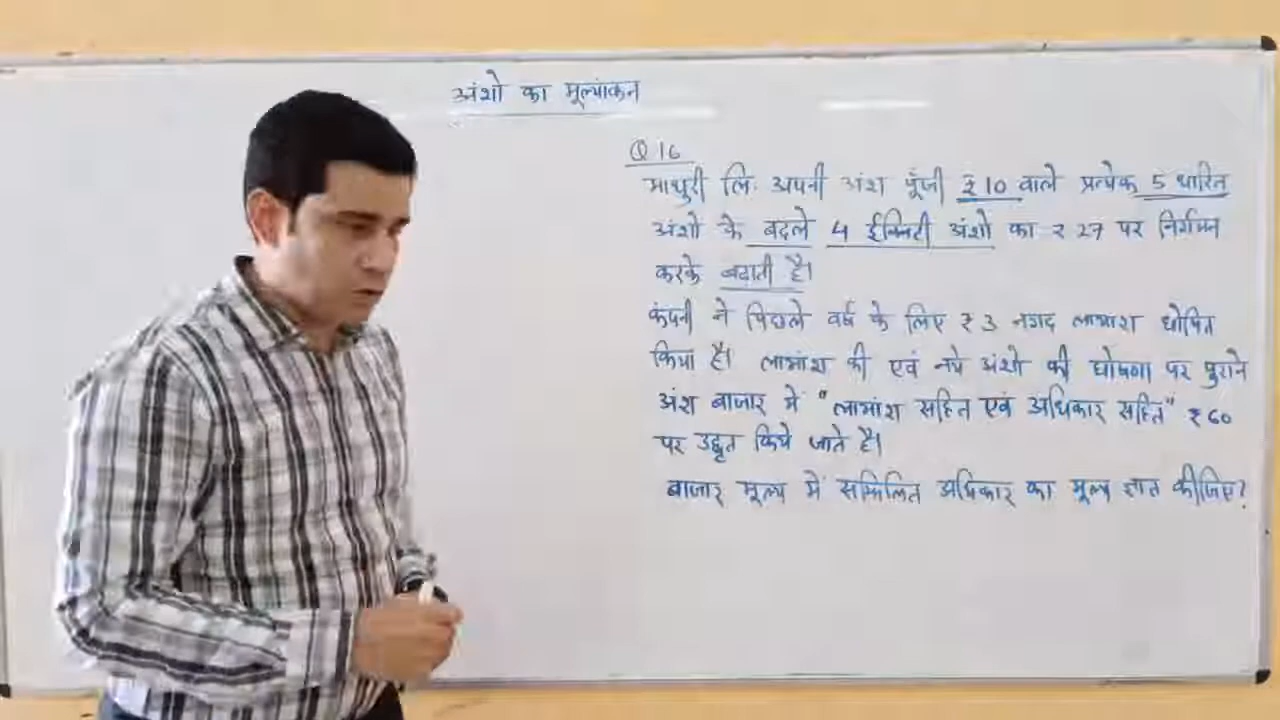 अंशो का मूल्यांकन
Q 16
माधुरी लि. अपनी अंश पूँजी ₹10 वाले प्रत्येक 5 धारित
अंशो के बदले 4 ईक्विटी अंशो का ₹ 27 पर निर्गमन
करके बढाती है।
कंपनी ने पिछले वर्ष के लिए ₹ 3 नगद लाभांश घोषित
किया है। लाभांश की एवं नये अंशो की घोषणा पर पुराने
अंश बाजार में "लाभांश सहित एवं अधिकार सहित" ₹ 60
पर उद्धृत किये जाते है।
बाजार मूल्य में सम्मिलित अधिकार का मूल्य ज्ञात कीजिए?